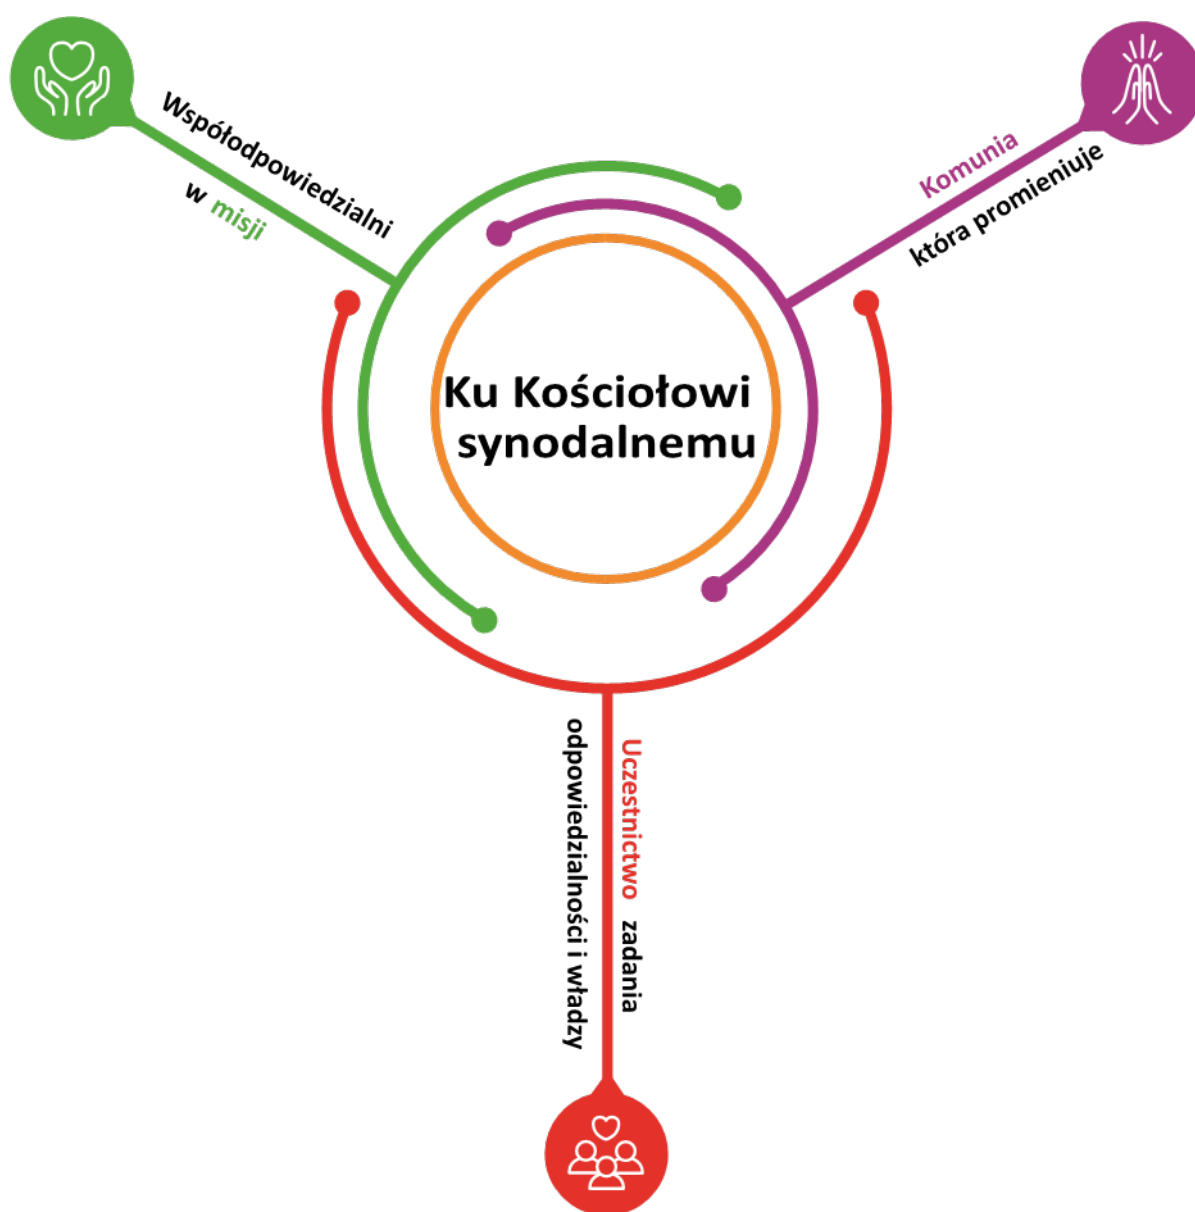 Współodpowiedzialni
w misji
Komunia
która promieniuje
Ku Kościołowi
synodalnemu
Uczestnictwo zadania
odpowiedzialności i władzy